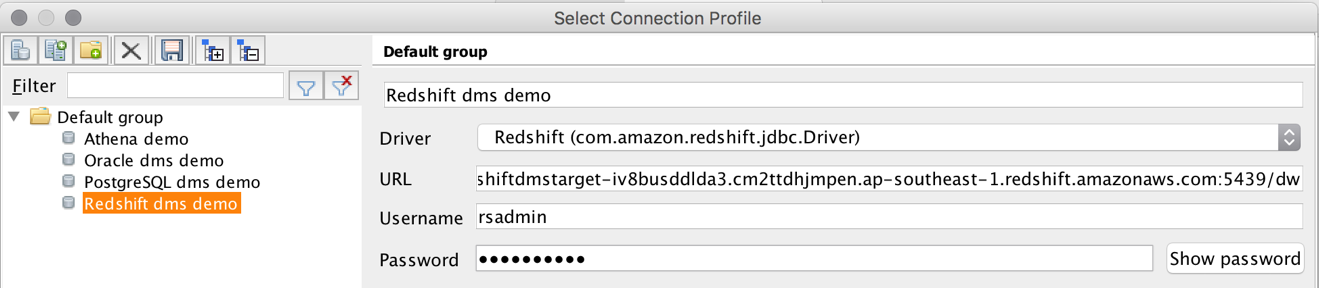 Select Connection Profile
Filter
Default group
Athena demo
Oracle dms demo
PostgreSQL dms demo
Redshift dms demo
Default group
Redshift dms demo
Driver Redshift (com.amazon.redshift.jdbc.Driver)
URL shiftdmstarget-iv8busddlda3.cm2ttdhjmpen.ap-southeast-1.redshift.amazonaws.com:5439/dw
Username rsadmin
Password ●●●●●●●●●● Show password